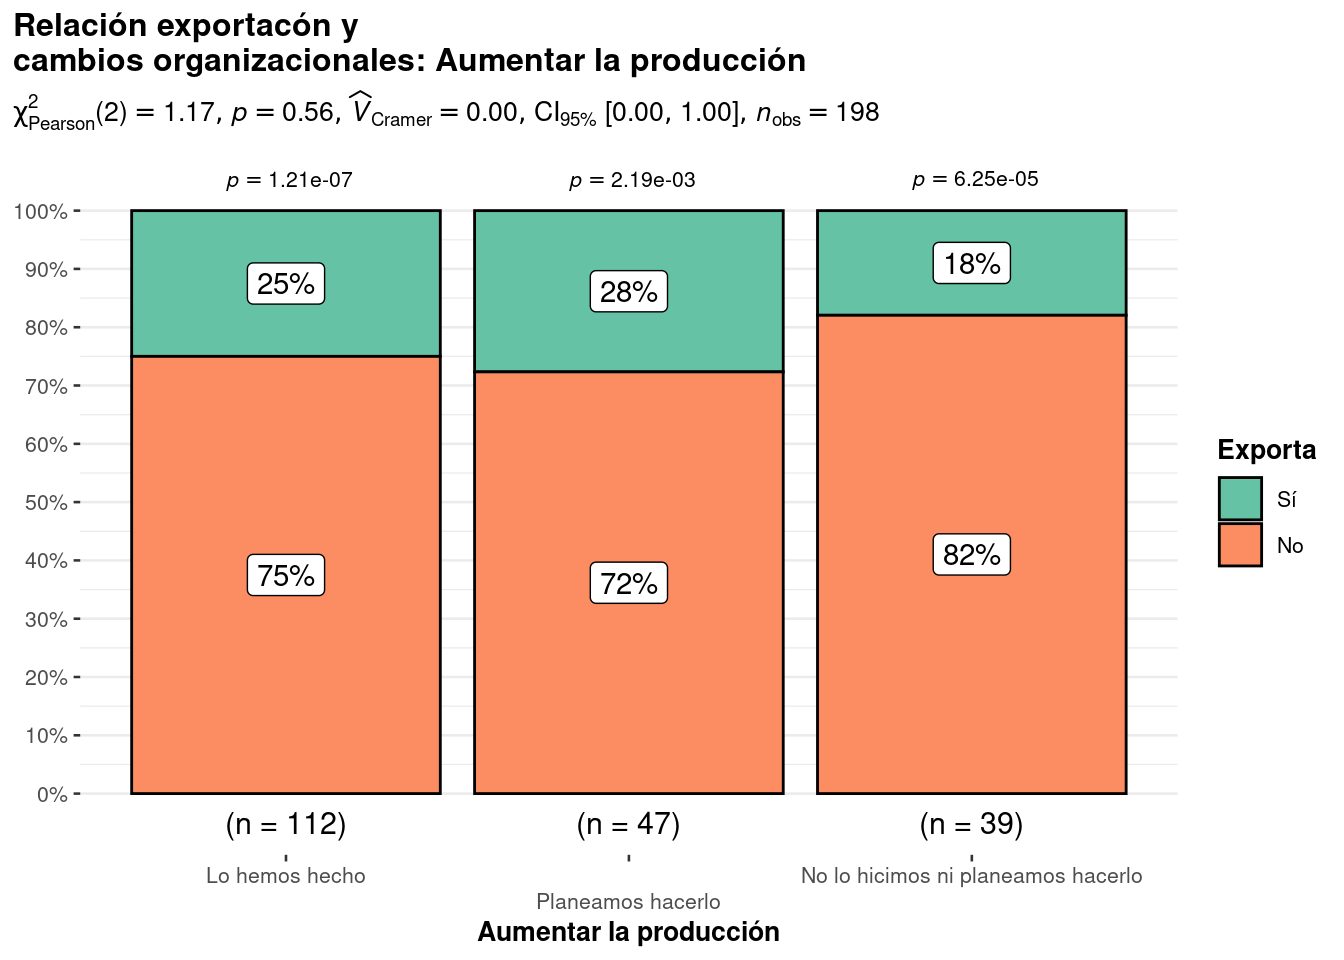 Relación exportacón y
cambios organizacionales: Aumentar la producción
χ²Pearson(2) = 1.17, p = 0.56, V̂Cramer = 0.00, CI95% [0.00, 1.00], nobs = 198
p = 1.21e-07 p = 2.19e-03 p = 6.25e-05
100%
90%
80%
70%
60%
50%
40%
30%
20%
10%
0%
25% 28% 18%
75% 72% 82%
Exporta
Sí
No
(n = 112) (n = 47) (n = 39)
Lo hemos hecho No lo hicimos ni planeamos hacerlo
Planeamos hacerlo
Aumentar la producción